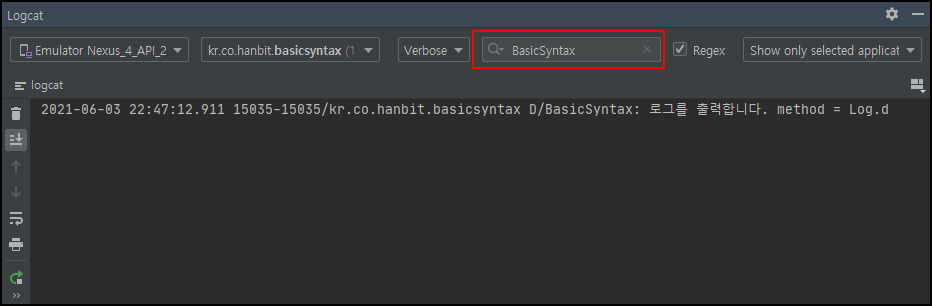 Logcat
Emulator Nexus_4_API_2 kr.co.hanbit.basicsyntax (1 Verbose BasicSyntax Regex Show only selected applicat
logcat
2021-06-03 22:47:12.911 15035-15035/kr.co.hanbit.basicsyntax D/BasicSyntax: 로그를 출력합니다. method = Log.d